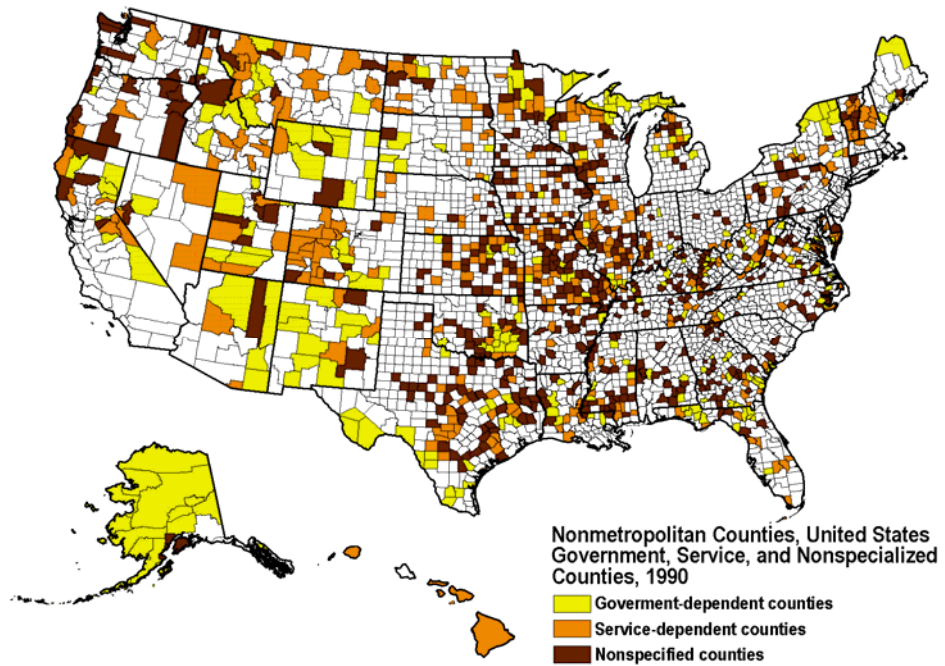 Nonmetropolitan Counties, United States
Government, Service, and Nonspecialized
Counties, 1990
Goverment-dependent counties
Service-dependent counties
Nonspecified counties